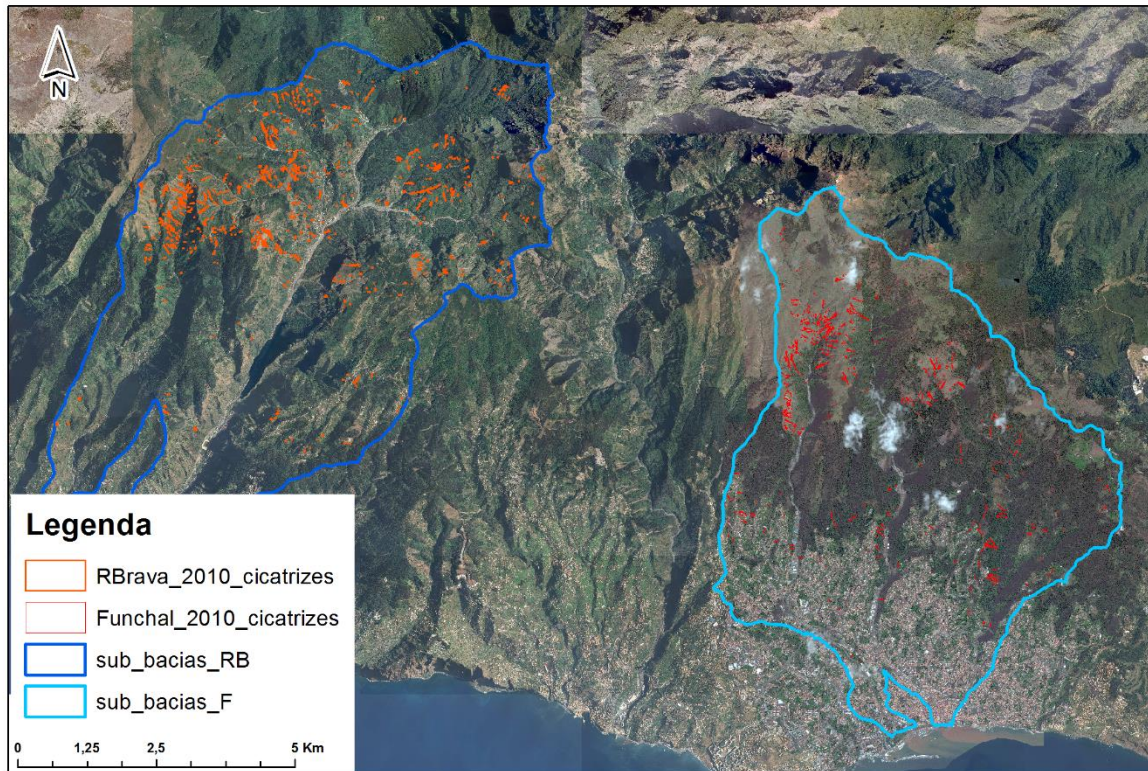 N
Legenda
RBrava_2010_cicatrizes
Funchal_2010_cicatrizes
sub_bacias_RB
sub_bacias_F
0 1,25 2,5 5 Km